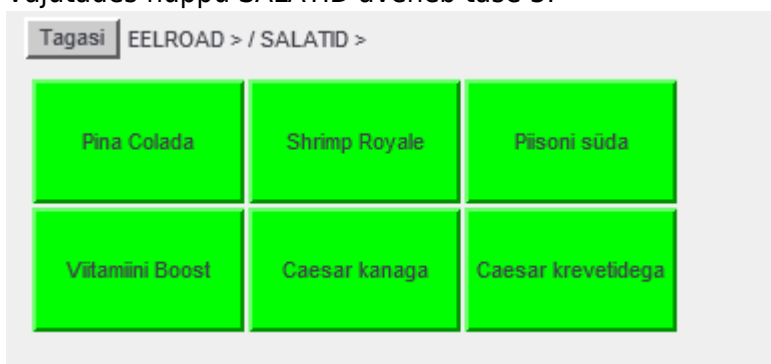 Vajutades nuppu SALATID aveneb tase 3.
Tagasi EELROAD > / SALATID >
Pina Colada Shrimp Royale Piisoni süda
Viitamiini Boost Caesar kanaga Caesar krevetidega